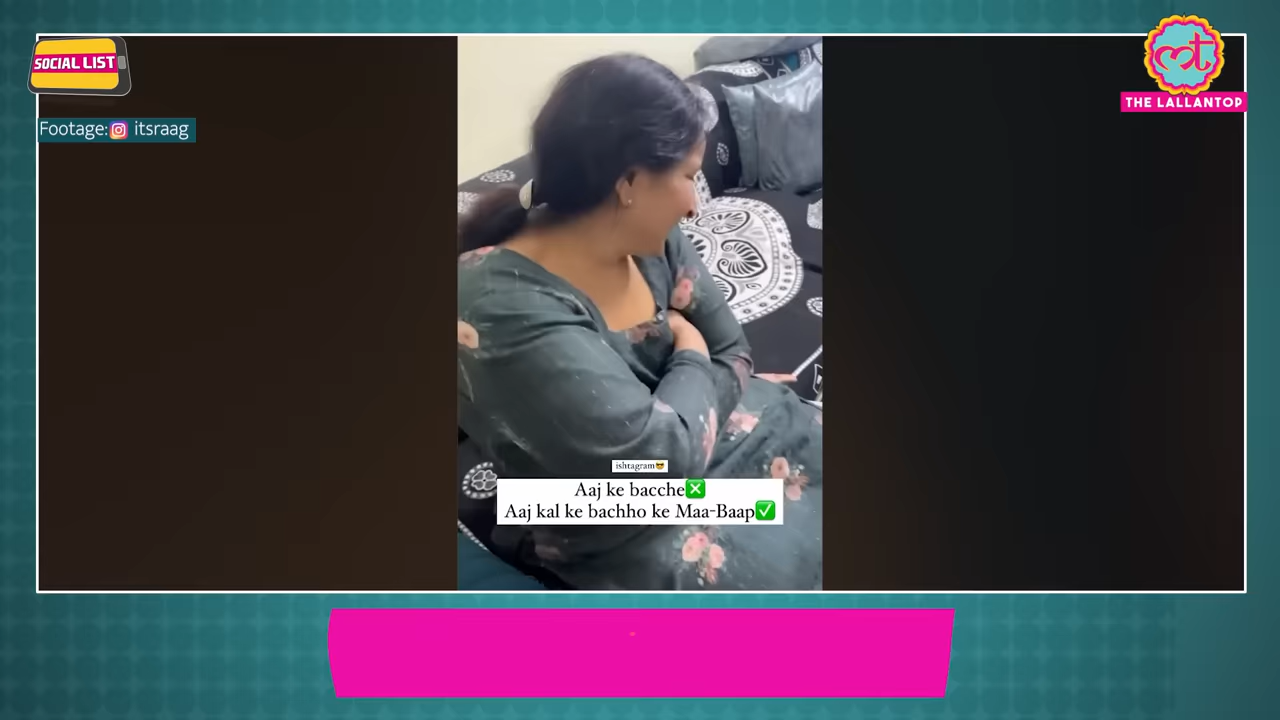 SOCIAL LIST
THE LALLANTOP
Footage: itsraag
ishtagram😎
Aaj ke bacche❎
Aaj kal ke bachho ke Maa-Baap✅